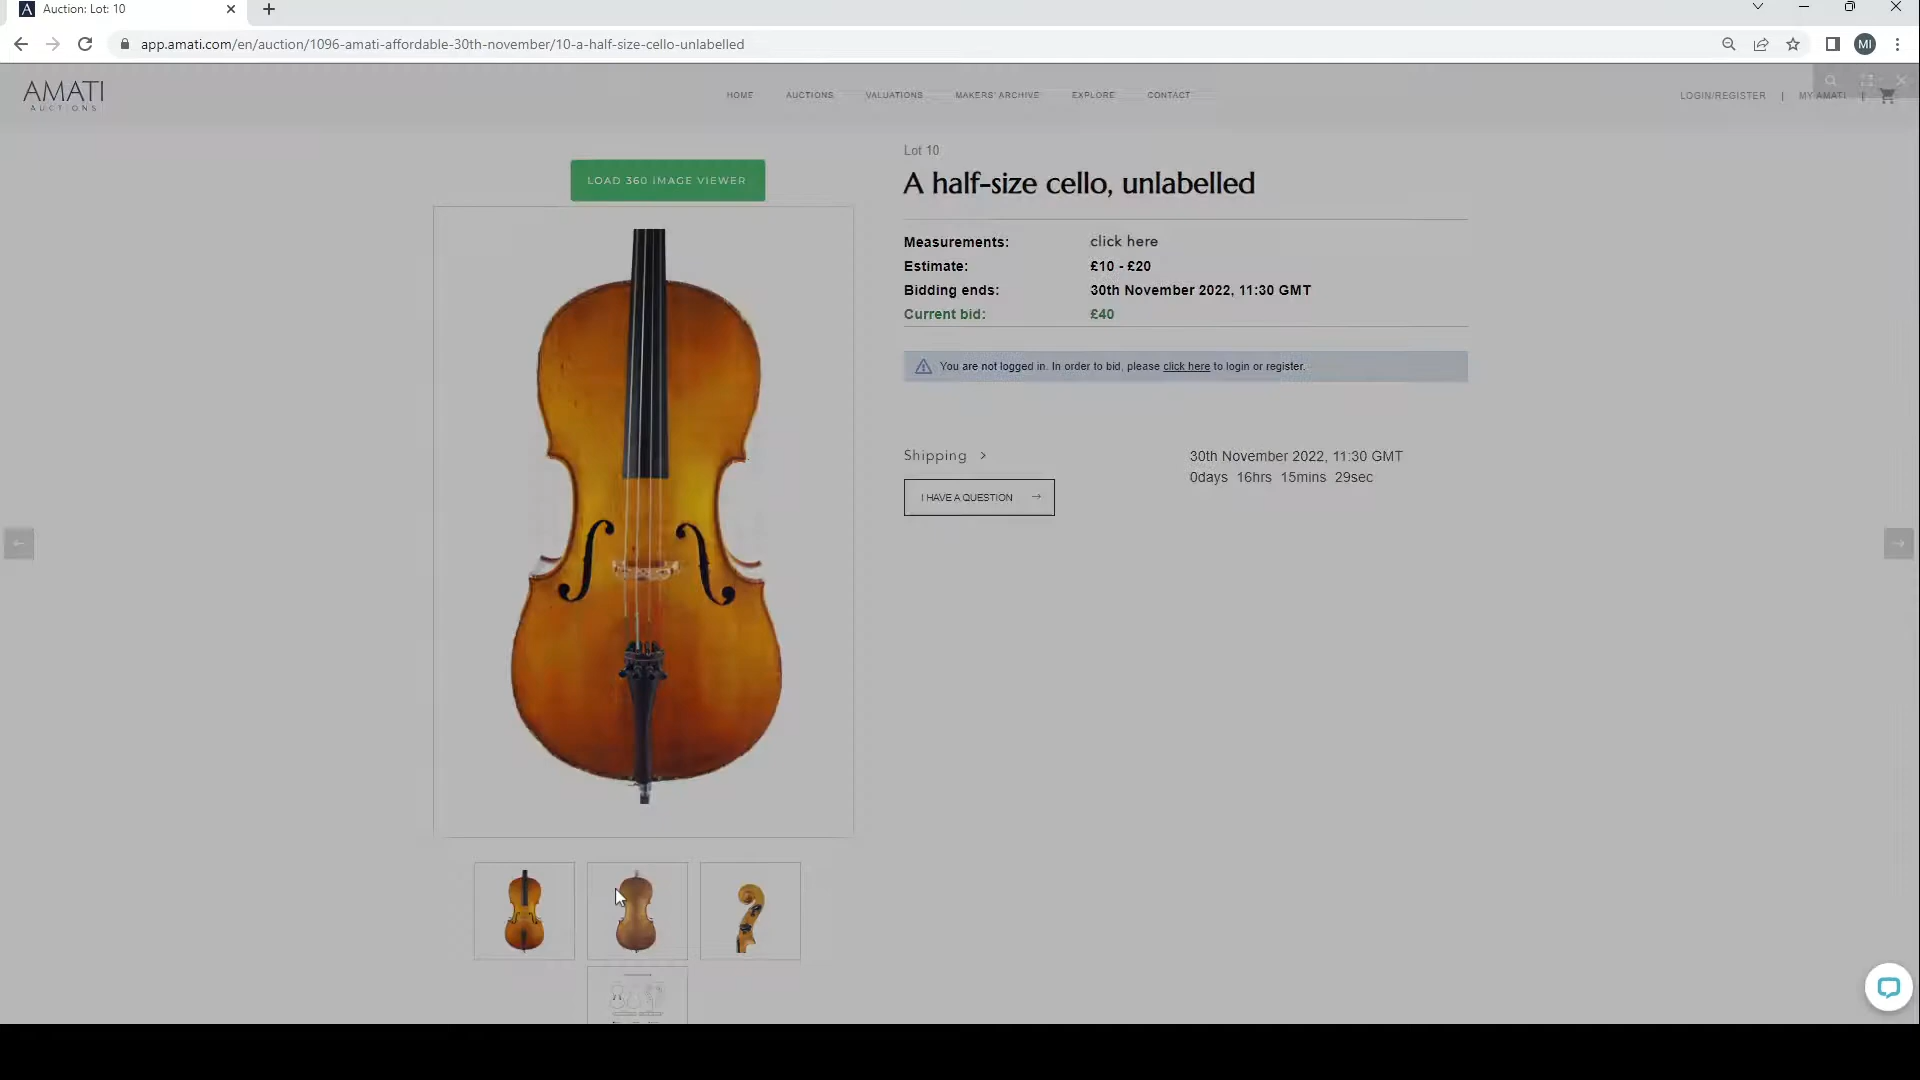 Auction: Lot: 10
app.amati.com/en/auction/1096-amati-affordable-30th-november/10-a-half-size-cello-unlabelled
MI
AMATI
AUCTIONS
HOME
AUCTIONS
VALUATIONS
MAKERS' ARCHIVE
EXPLORE
CONTACT
LOGIN/REGISTER | MY AMATI |
LOAD 360 IMAGE VIEWER
Lot 10
A half-size cello, unlabelled
Measurements: click here
Estimate: £10 - £20
Bidding ends: 30th November 2022, 11:30 GMT
Current bid: £40
You are not logged in. In order to bid, please click here to login or register.
Shipping >
30th November 2022, 11:30 GMT
0days 16hrs 15mins 29sec
I HAVE A QUESTION →